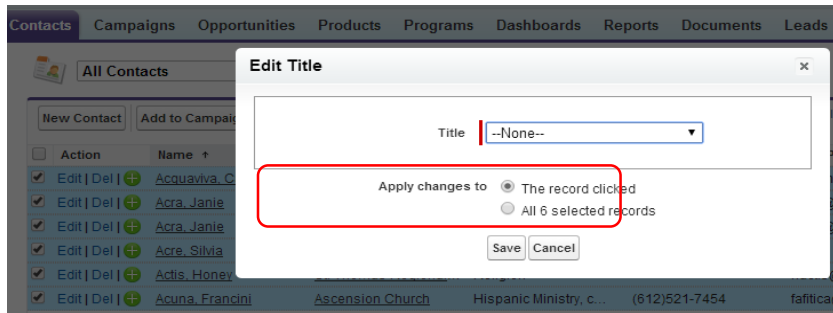 Contacts Campaigns Opportunities Products Programs Dashboards Reports Documents Leads
All Contacts
Edit Title
New Contact Add to
Title --None--
Action Name
Edit | Del | Acquaviva, C
Apply changes to The record clicked
Edit | Del | Acra, Janie
All 6 selected records
Edit | Del | Acra, Janie
Edit | Del | Acre, Silvia
Save Cancel
Edit | Del | Actis, Honey
Edit | Del | Acuna, Francini Ascension Church Hispanic Ministry, c... (612)521-7454 fafitica